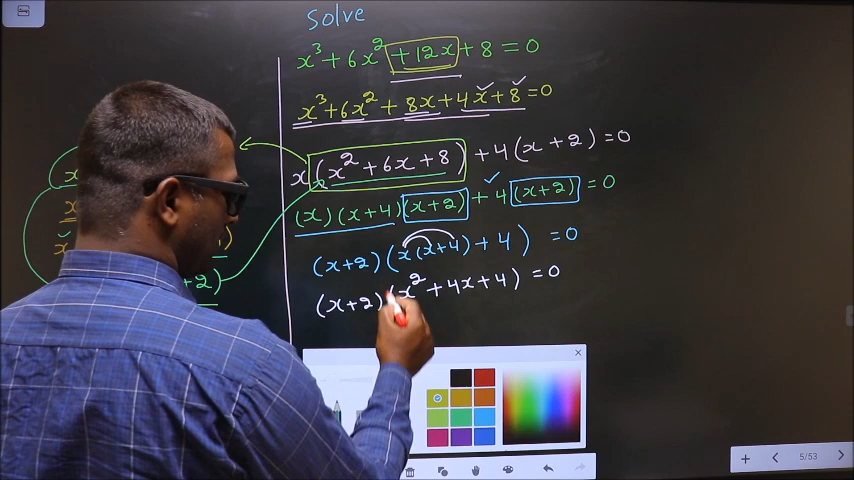 Solve
x³ + 6x² + 12x + 8 = 0
x³ + 6x² + 8x + 4x + 8 = 0
x(x² + 6x + 8) + 4(x + 2) = 0
(x)(x+4)(x+2) + 4(x+2) = 0
(x+2)(x(x+4) + 4) = 0
(x+2)(x² + 4x + 4) = 0
x
x
x
)
+2)
5/53